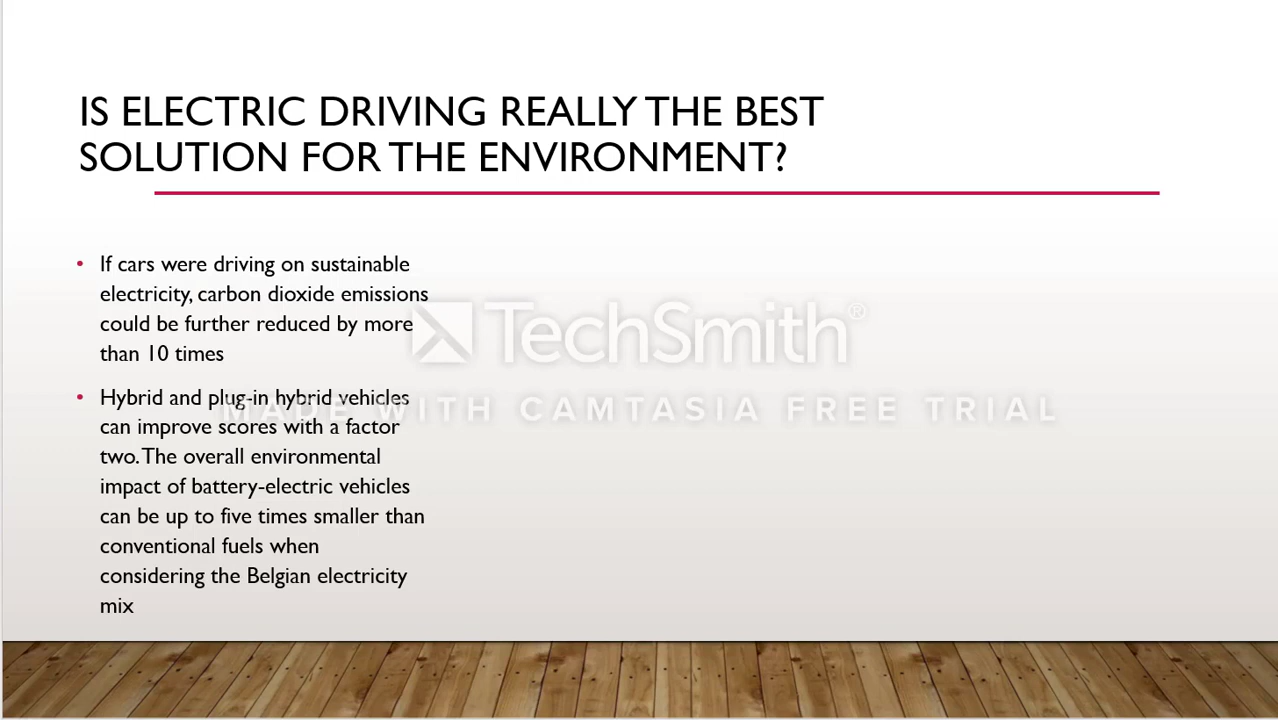 IS ELECTRIC DRIVING REALLY THE BEST
SOLUTION FOR THE ENVIRONMENT?
• If cars were driving on sustainable
electricity, carbon dioxide emissions
could be further reduced by more
than 10 times
TechSmith®
• Hybrid and plug-in hybrid vehicles
MADE WITH CAMTASIA FREE TRIAL
can improve scores with a factor
two. The overall environmental
impact of battery-electric vehicles
can be up to five times smaller than
conventional fuels when
considering the Belgian electricity
mix